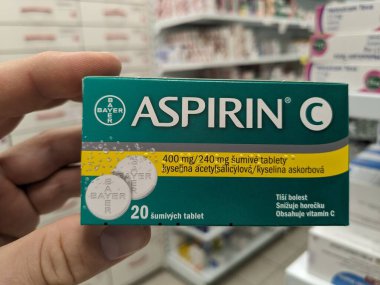 BAYER
BAYER
ASPIRIN® C
400 mg/240 mg šumivé tablety
kyselina acetylsalicylová/kyselina askorbová
BAYER
BAYER
20 šumivých tablet
Tiší bolest
Snižuje horečku
Obsahuje vitamin C